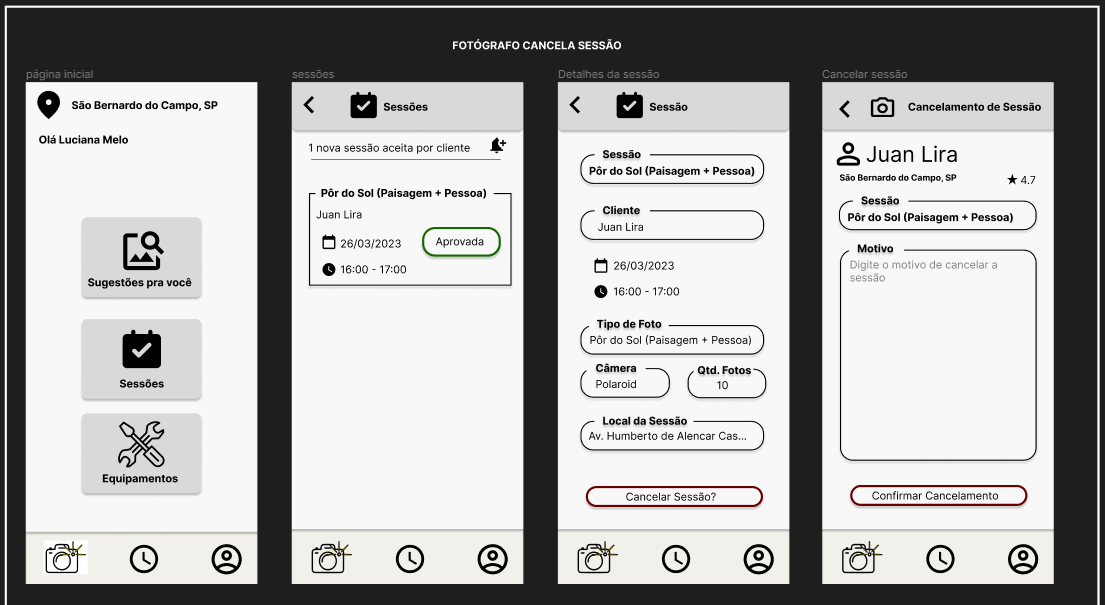 FOTÓGRAFO CANCELA SESSÃO
página inicial
São Bernardo do Campo, SP
Olá Luciana Melo
Sugestões pra você
Sessões
Equipamentos
sessões
Sessões
1 nova sessão aceita por cliente
Pôr do Sol (Paisagem + Pessoa)
Juan Lira
26/03/2023
Aprovada
16:00 - 17:00
Detalhes da sessão
Sessão
Sessão
Pôr do Sol (Paisagem + Pessoa)
Cliente
Juan Lira
26/03/2023
16:00 - 17:00
Tipo de Foto
Pôr do Sol (Paisagem + Pessoa)
Câmera
Polaroid
Qtd. Fotos
10
Local da Sessão
Av. Humberto de Alencar Cas...
Cancelar Sessão?
Cancelar sessão
Cancelamento de Sessão
Juan Lira
São Bernardo do Campo, SP
4.7
Sessão
Pôr do Sol (Paisagem + Pessoa)
Motivo
Digite o motivo de cancelar a
sessão
Confirmar Cancelamento